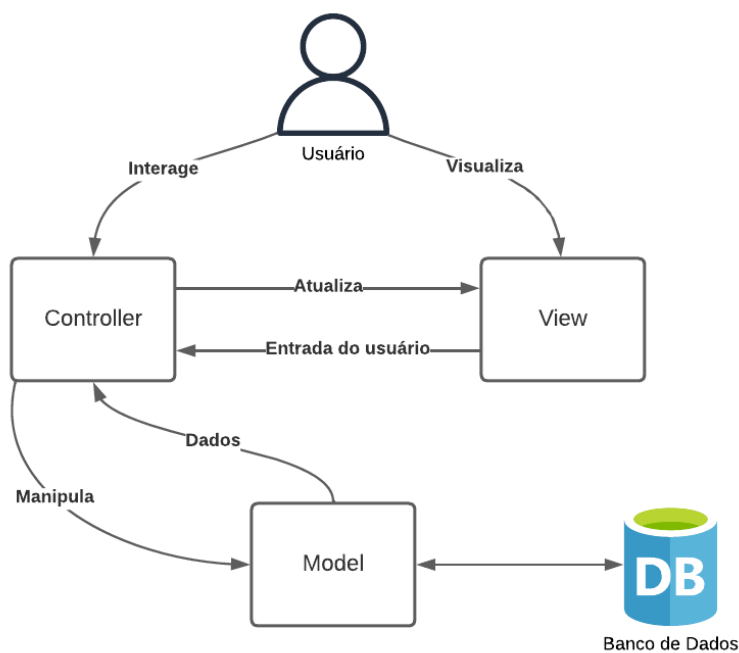 Usuário
Interage
Visualiza
Controller
Atualiza
View
Entrada do usuário
Dados
Manipula
Model
DB
Banco de Dados